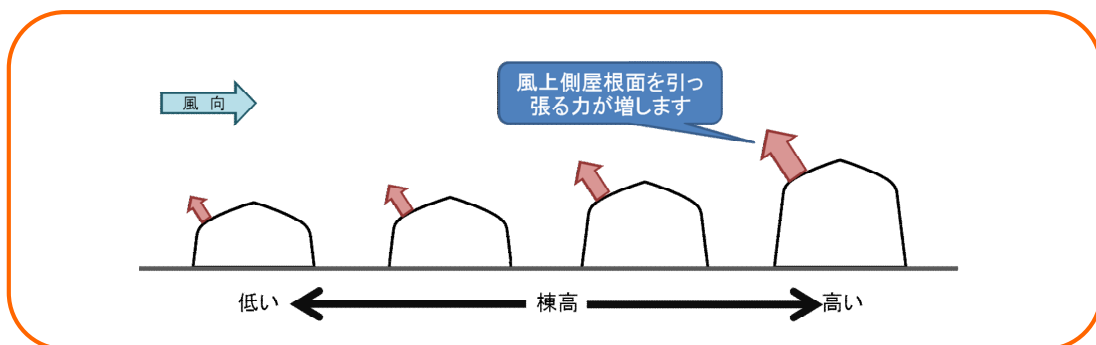 風上側屋根面を引っ
張る力が増します
風 向
低い
棟高
高い